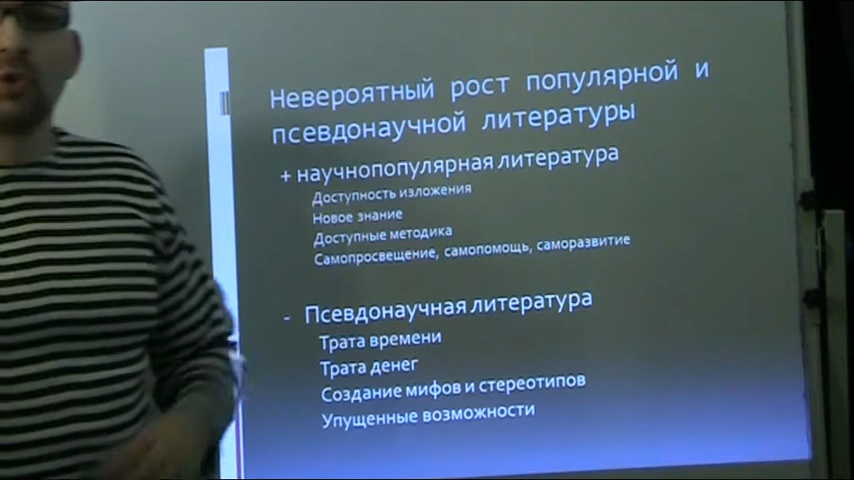 Невероятный рост популярной и
псевдонаучной литературы
+ научнопопулярная литература
Доступность изложения
Новое знание
Доступные методика
Самопросвещение, самопомощь, саморазвитие
- Псевдонаучная литература
Трата времени
Трата денег
Создание мифов и стереотипов
Упущенные возможности